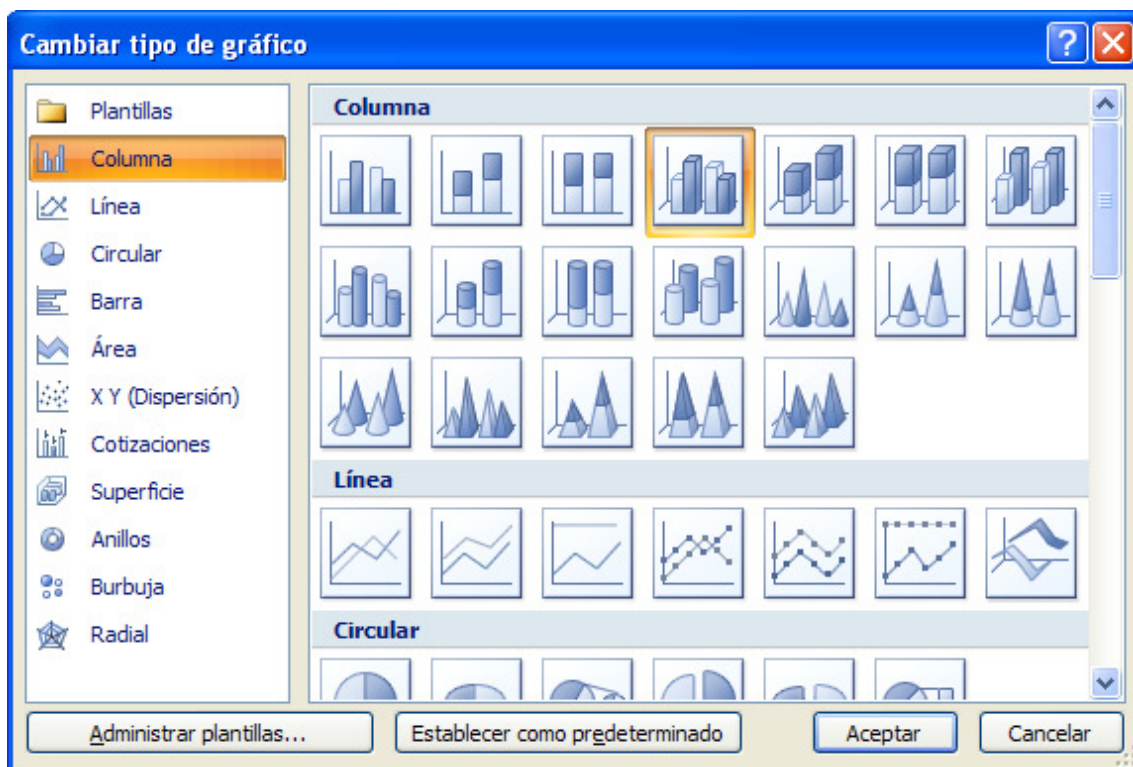 Cambiar tipo de gráfico
Plantillas
Columna
Línea
Circular
Barra
Área
X Y (Dispersión)
Cotizaciones
Superficie
Anillos
Burbuja
Radial
Columna
Línea
Circular
Administrar plantillas...
Establecer como predeterminado
Aceptar
Cancelar